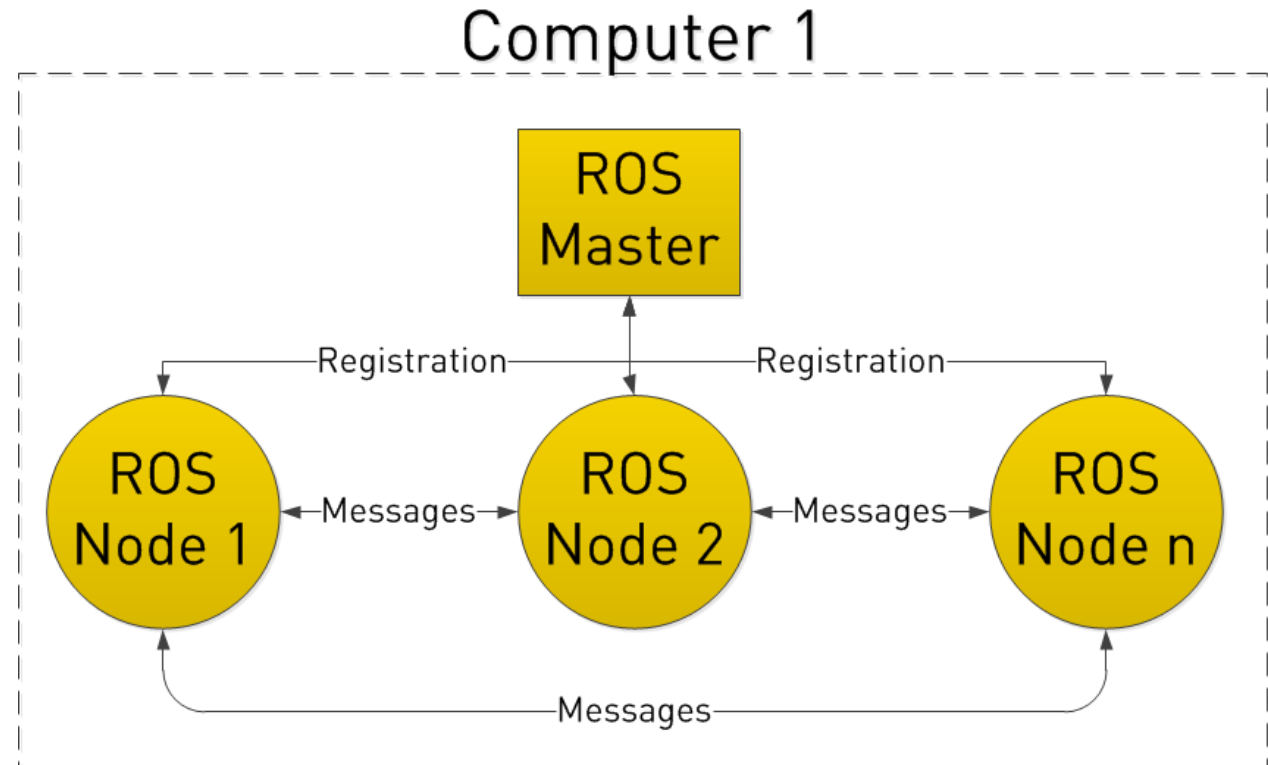 Computer 1
ROS
Master
Registration
Registration
ROS
Node 1
Messages
ROS
Node 2
Messages
ROS
Node n
Messages